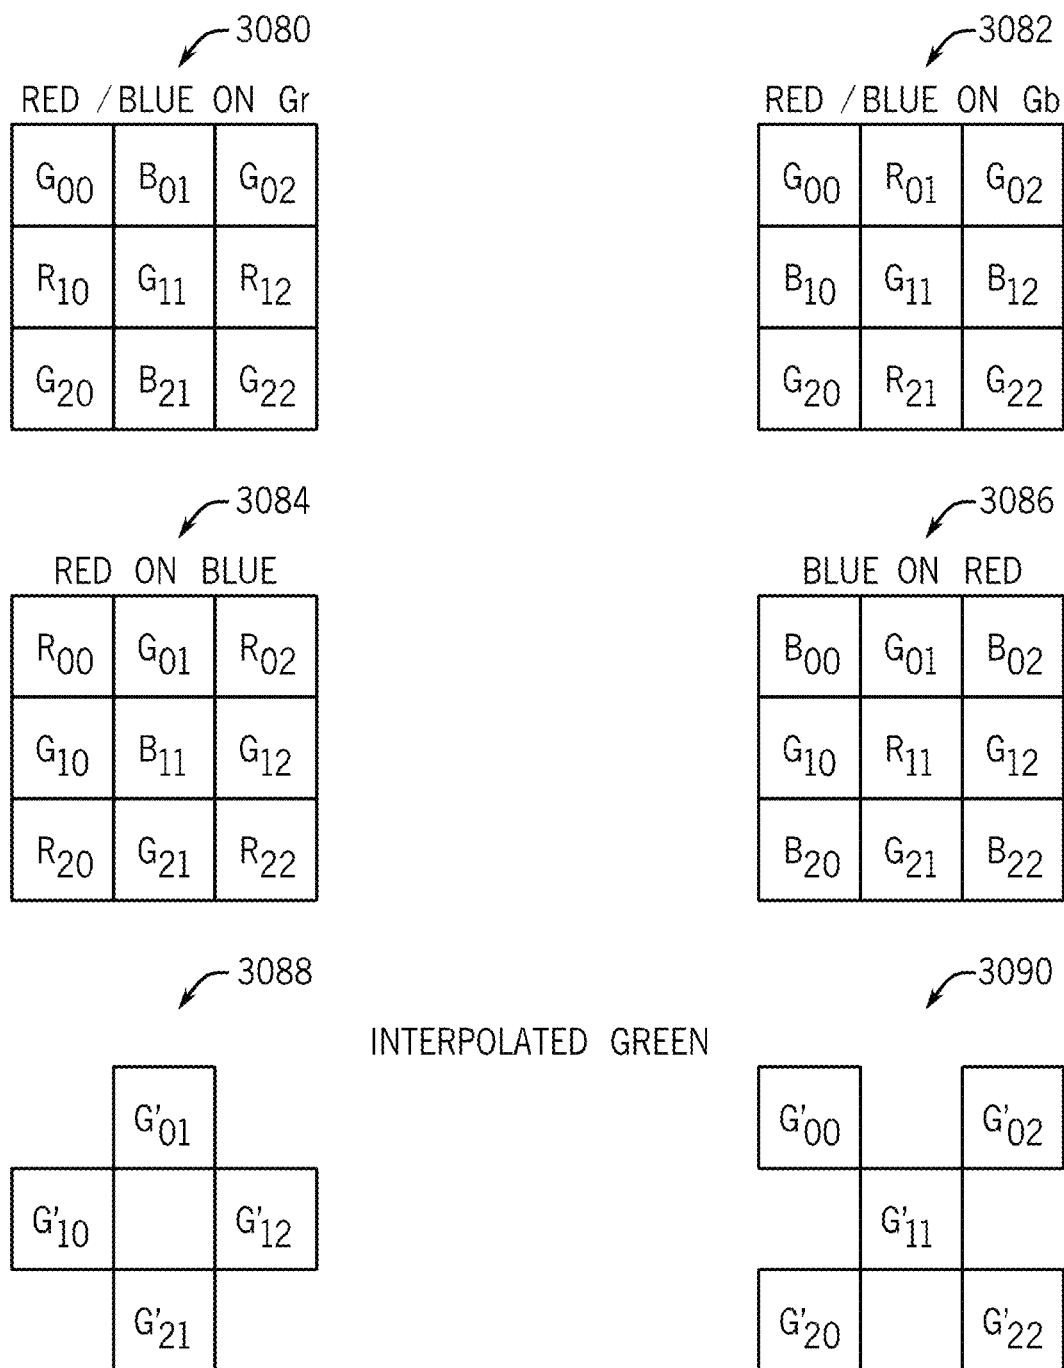 3080 3082
RED / BLUE ON Gr RED / BLUE ON Gb
G00 B01 G02 G00 R01 G02
R10 G11 R12 B10 G11 B12
G20 B21 G22 G20 R21 G22
3084 3086
RED ON BLUE BLUE ON RED
R00 G01 R02 B00 G01 B02
G10 B11 G12 G10 R11 G12
R20 G21 R22 B20 G21 B22
3088 3090
INTERPOLATED GREEN
G'01 G'00 G'02
G'10 G'12 G'11
G'21 G'20 G'22